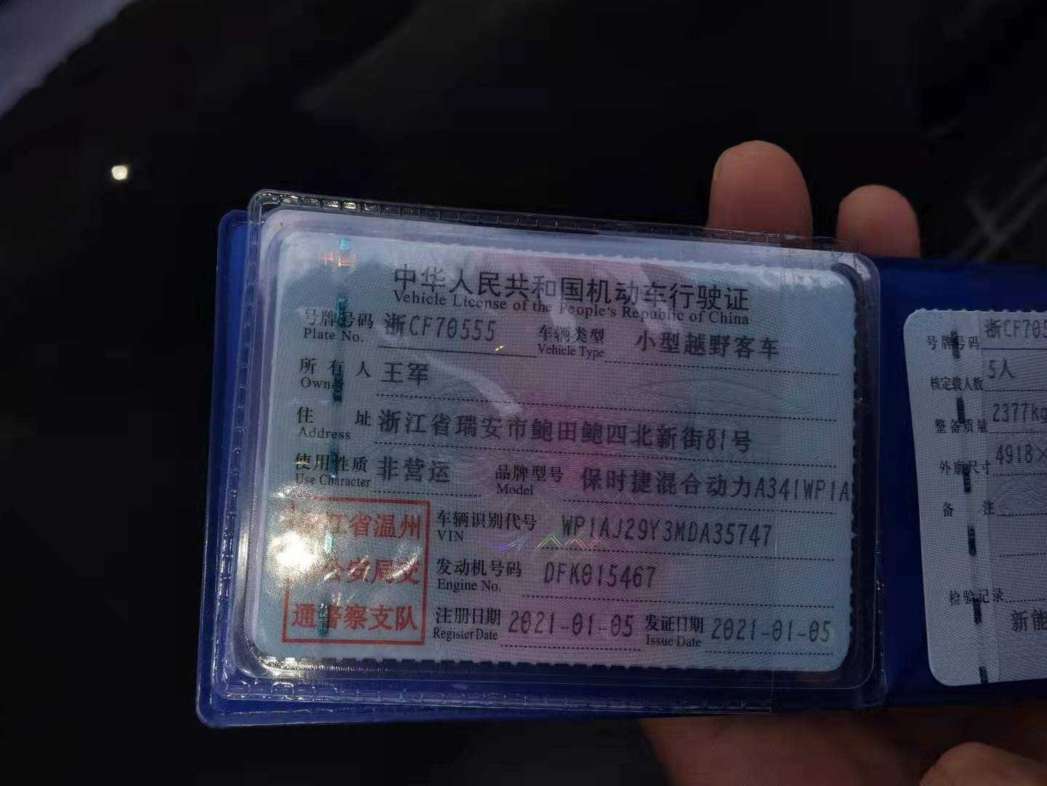 中华人民共和国机动车行驶证
Vehicle License of the People's Republic of China
号牌号码 浙CF70555 车辆类型 小型越野客车
Plate No. Vehicle Type
所有人 王军
Owner
住址 浙江省瑞安市鲍田鲍四北新街81号
Address
使用性质 非营运 品牌型号 保时捷混合动力A341WP1A
Use Character Model
江省温州
公安局交
通警察支队
车辆识别代号 WP1AJ29Y3MDA35747
VIN
发动机号码 DFK015467
Engine No.
注册日期 2021-01-05 发证日期 2021-01-05
Register Date Issue Date
号牌号码 浙CF705
核定载人数 5人
整备质量 2377kg
外廓尺寸 4918×
备注
检验记录
新能